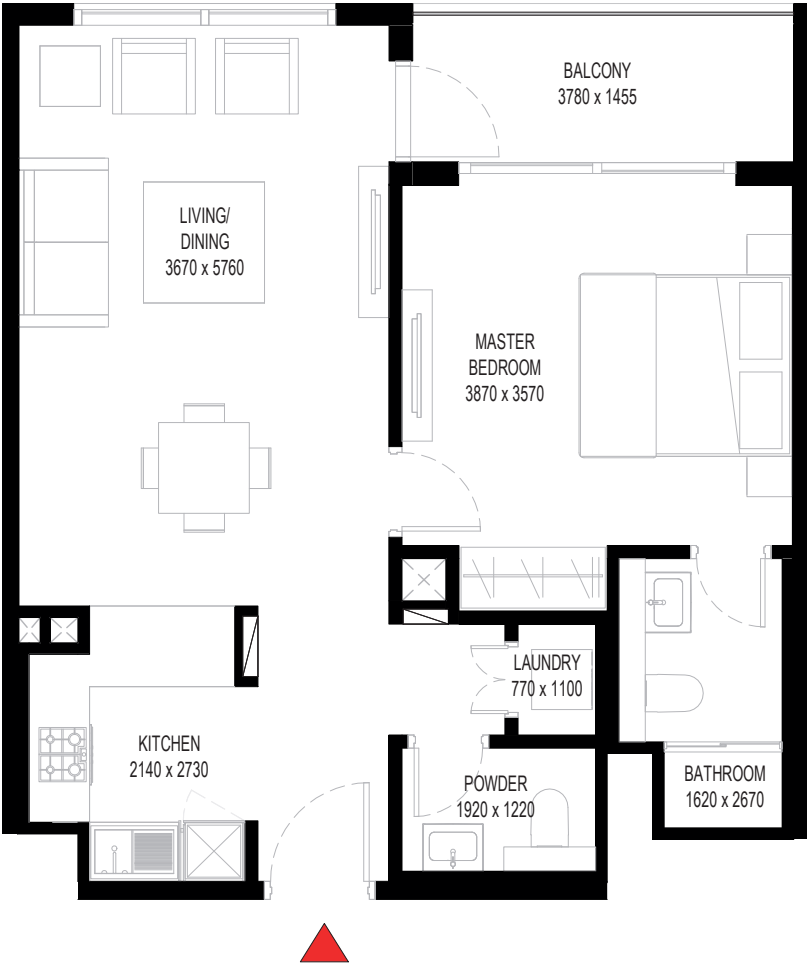 BALCONY
3780 x 1455
LIVING/
DINING
3670 x 5760
MASTER
BEDROOM
3870 x 3570
LAUNDRY
770 x 1100
KITCHEN
2140 x 2730
POWDER
1920 x 1220
BATHROOM
1620 x 2670